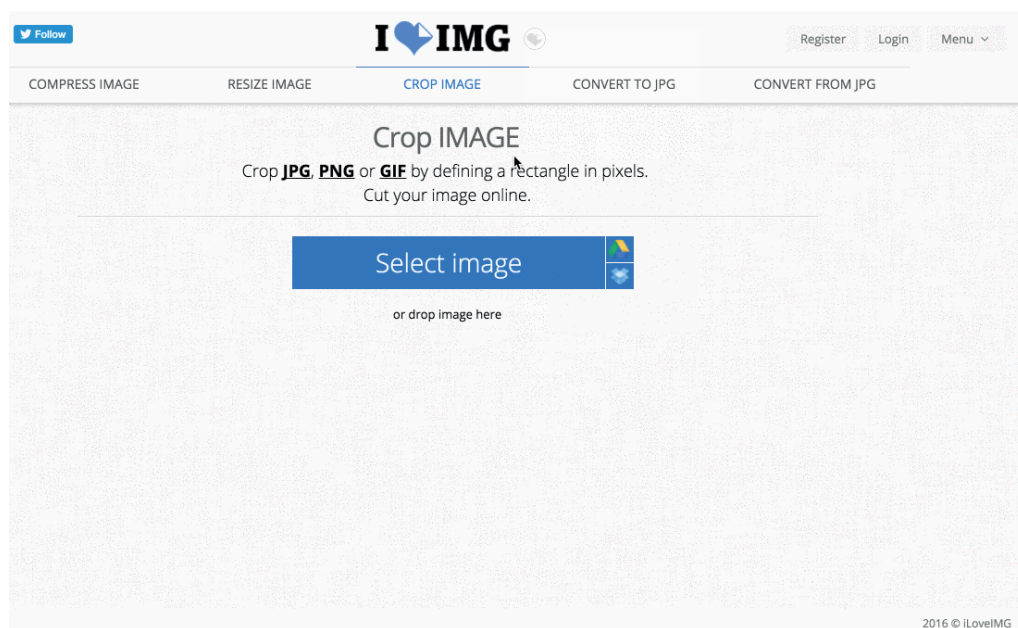 Follow
I IMG
Register Login Menu
COMPRESS IMAGE RESIZE IMAGE CROP IMAGE CONVERT TO JPG CONVERT FROM JPG
Crop IMAGE
Crop JPG, PNG or GIF by defining a rectangle in pixels.
Cut your image online.
Select image
or drop image here
2016 © iLoveIMG